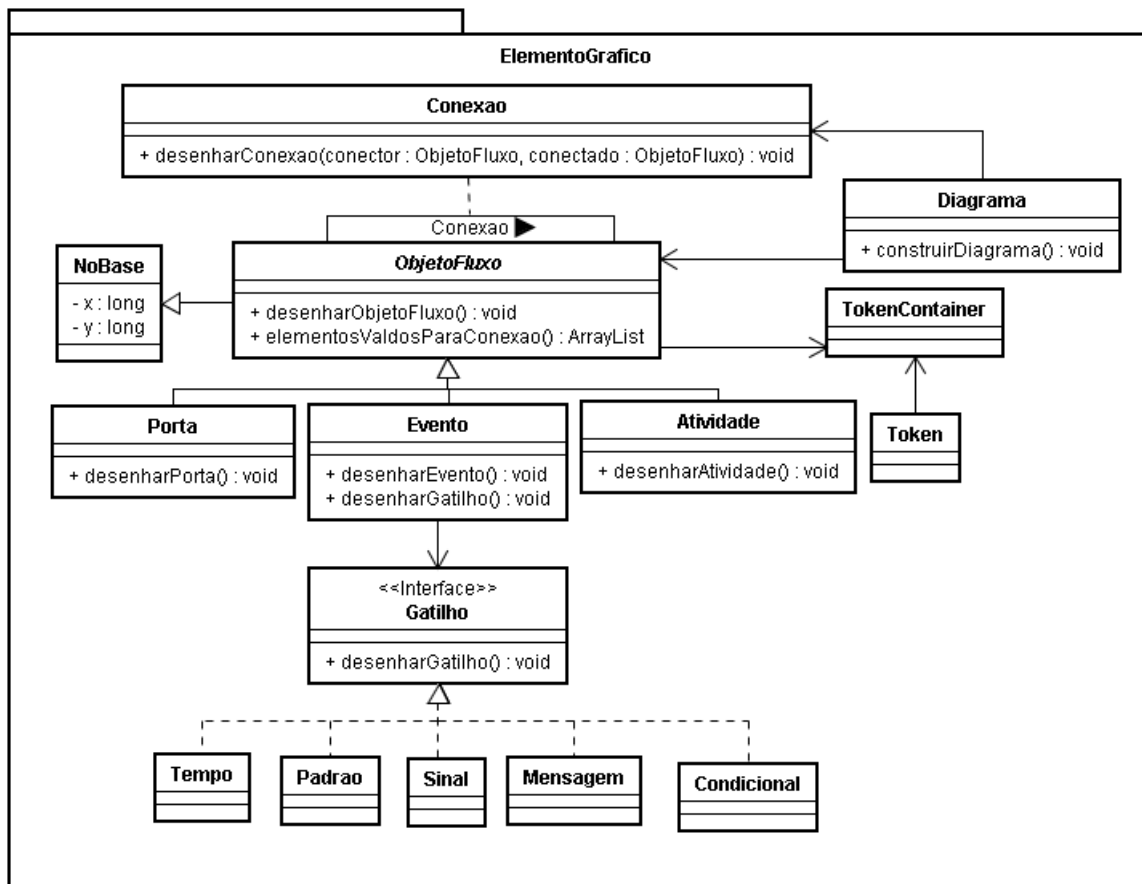 ElementoGrafico
Conexao
+ desenharConexao(conector : ObjetoFluxo, conectado : ObjetoFluxo) : void
Diagrama
+ construirDiagrama() : void
Conexao
NoBase
- x : long
- y : long
ObjetoFluxo
+ desenharObjetoFluxo() : void
+ elementosValdosParaConexao() : ArrayList
TokenContainer
Porta
+ desenharPorta() : void
Evento
+ desenharEvento() : void
+ desenharGatilho() : void
Atividade
+ desenharAtividade() : void
Token
<<Interface>>
Gatilho
+ desenharGatilho() : void
Tempo
Padrao
Sinal
Mensagem
Condicional